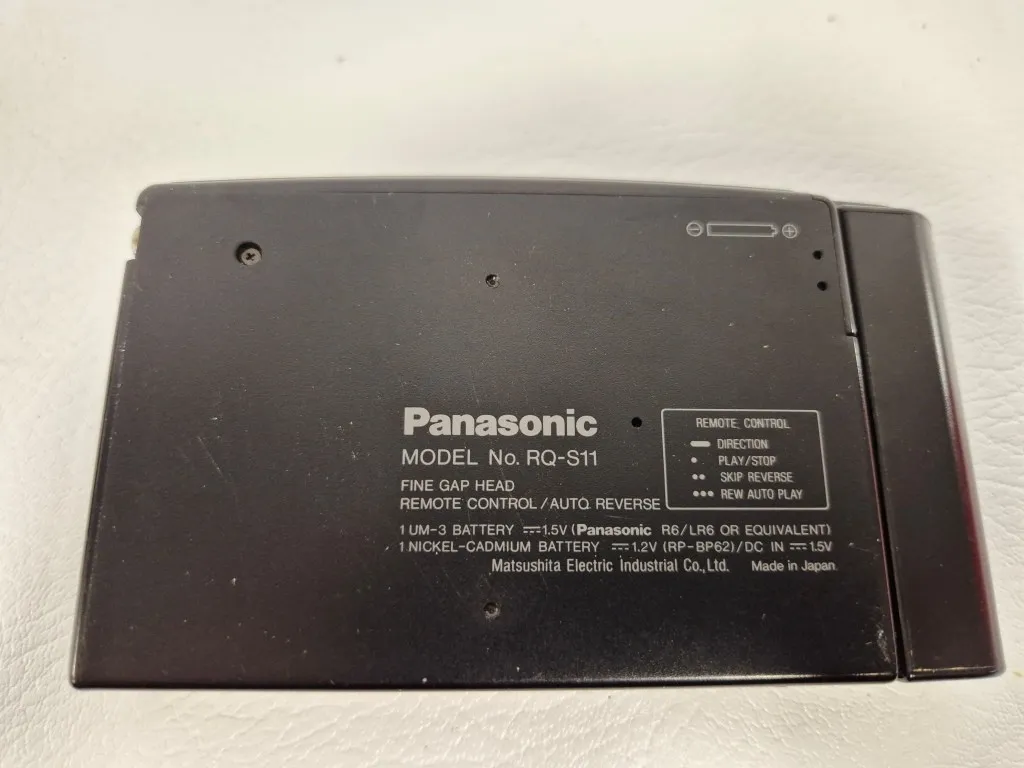 ⊖ ⊕
Panasonic
MODEL No. RQ-S11
FINE GAP HEAD
REMOTE CONTROL/AUTO REVERSE
REMOTE CONTROL
DIRECTION
• PLAY/STOP
•• SKIP REVERSE
••• REW AUTO PLAY
1 UM-3 BATTERY ⎓1.5V (Panasonic R6/LR6 OR EQUIVALENT)
1 NICKEL-CADMIUM BATTERY ⎓1.2V (RP-BP62)/DC IN ⎓1.5V
Matsushita Electric Industrial Co., Ltd. Made in Japan